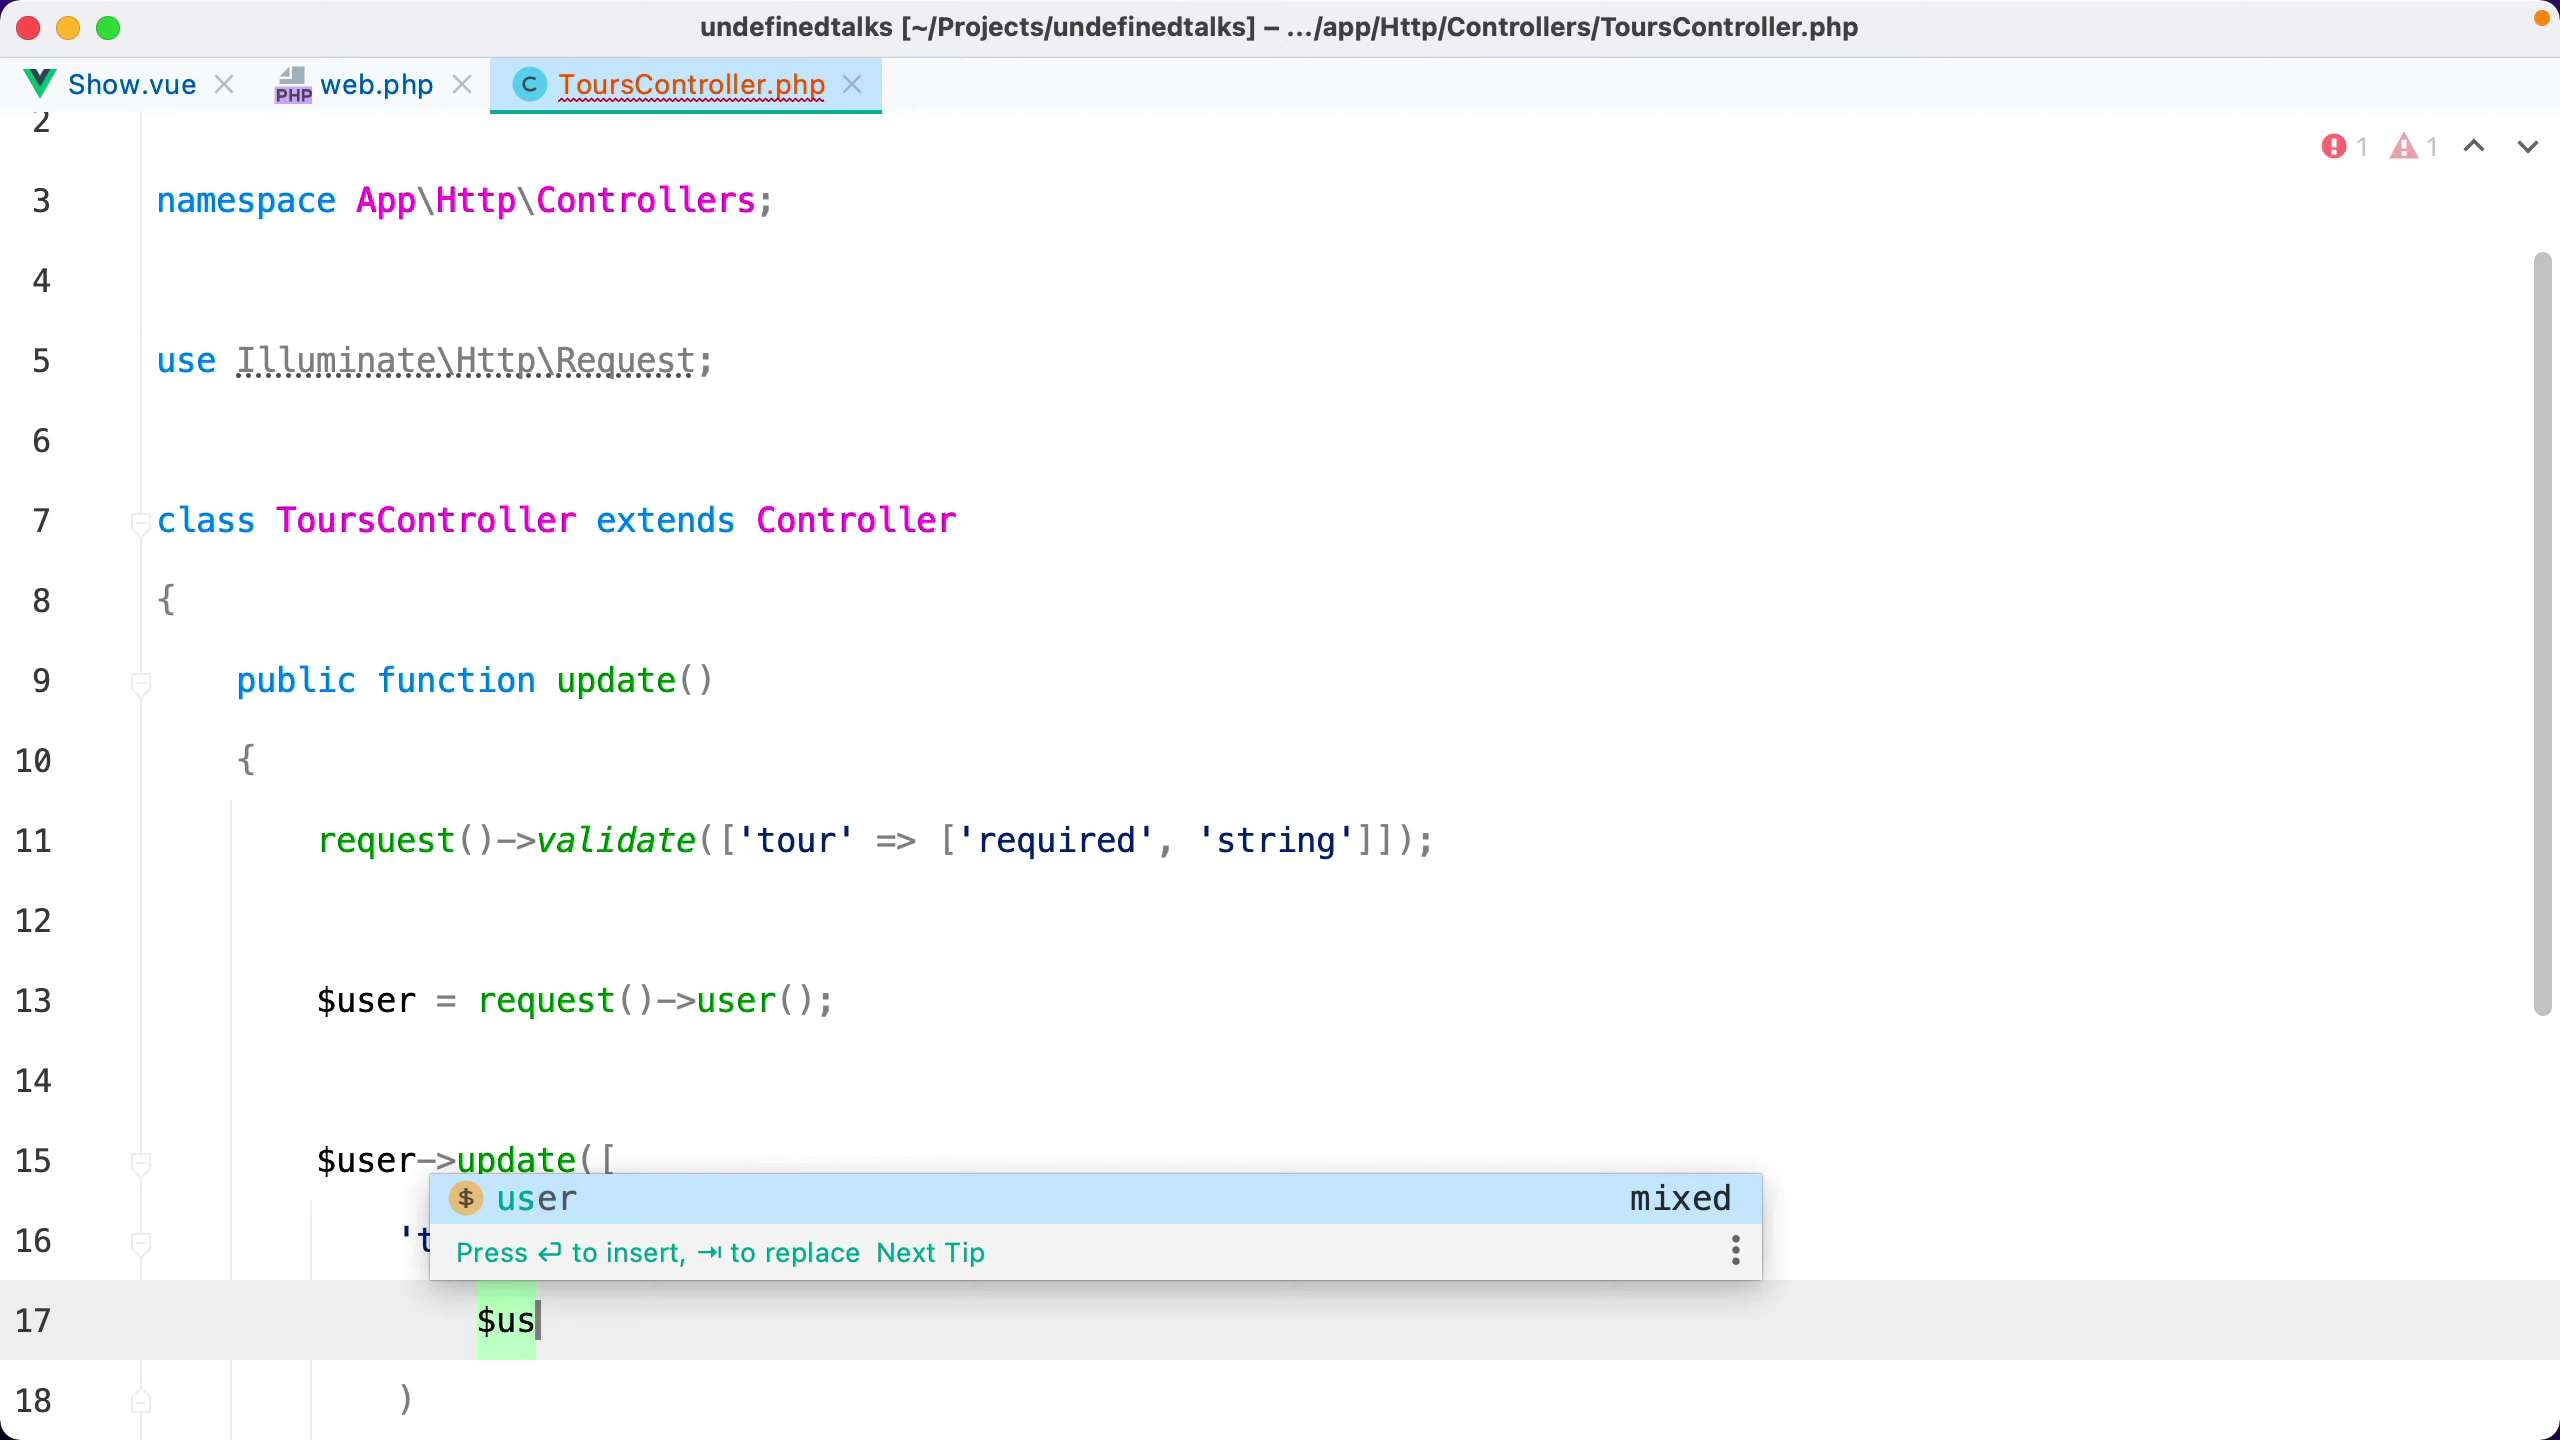 undefinedtalks [~/Projects/undefinedtalks] – .../app/Http/Controllers/ToursController.php
Show.vue PHP web.php C ToursController.php
2
1 1
3 namespace App\Http\Controllers;
4
5 use Illuminate\Http\Request;
6
7 class ToursController extends Controller
8 {
9 public function update()
10 {
11 request()->validate(['tour' => ['required', 'string']]);
12
13 $user = request()->user();
14
15 $user->update([
$ user mixed
16 't
Press ⏎ to insert, ⇥ to replace Next Tip
17 $us
18 )